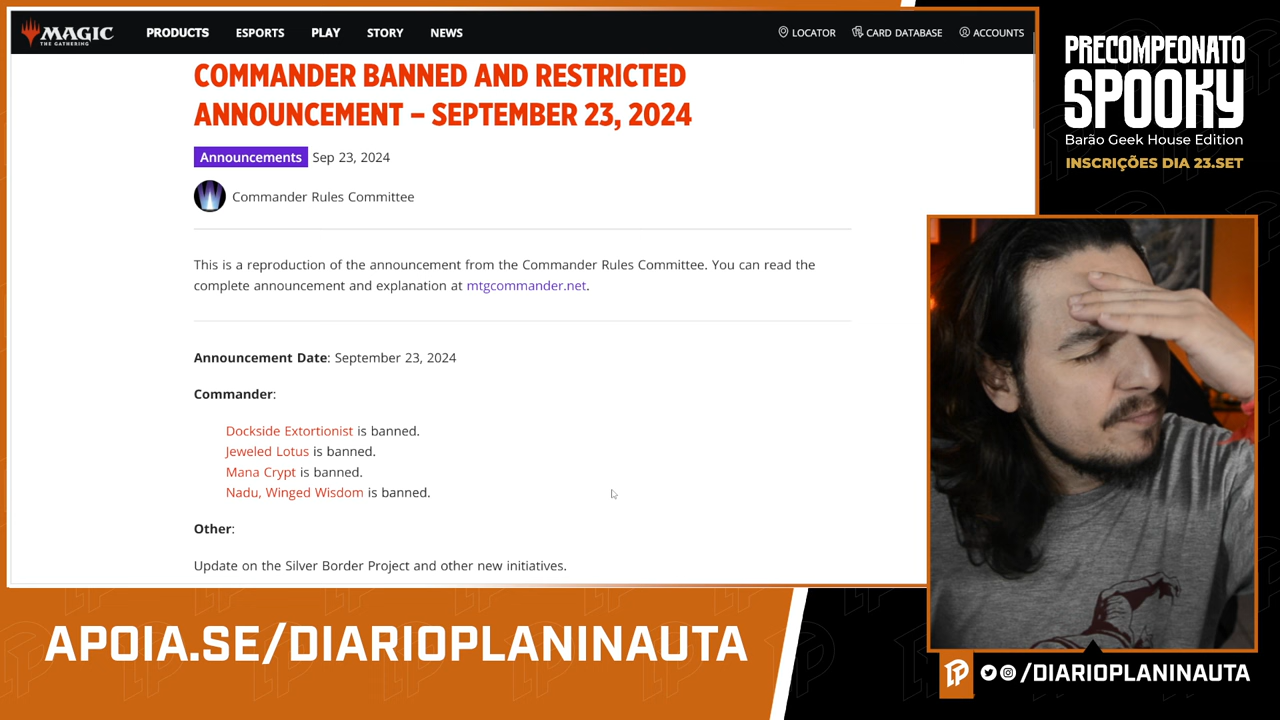 MAGIC
THE GATHERING
PRODUCTS
ESPORTS
PLAY
STORY
NEWS
LOCATOR
CARD DATABASE
ACCOUNTS
COMMANDER BANNED AND RESTRICTED
ANNOUNCEMENT – SEPTEMBER 23, 2024
Announcements Sep 23, 2024
Commander Rules Committee
This is a reproduction of the announcement from the Commander Rules Committee. You can read the
complete announcement and explanation at mtgcommander.net.
Announcement Date: September 23, 2024
Commander:
Dockside Extortionist is banned.
Jeweled Lotus is banned.
Mana Crypt is banned.
Nadu, Winged Wisdom is banned.
Other:
Update on the Silver Border Project and other new initiatives.
PRECOMPEONATO
SPOOKY
Barão Geek House Edition
INSCRIÇÕES DIA 23.SET
APOIA.SE/DIARIOPLANINAUTA
/DIARIOPLANINAUTA